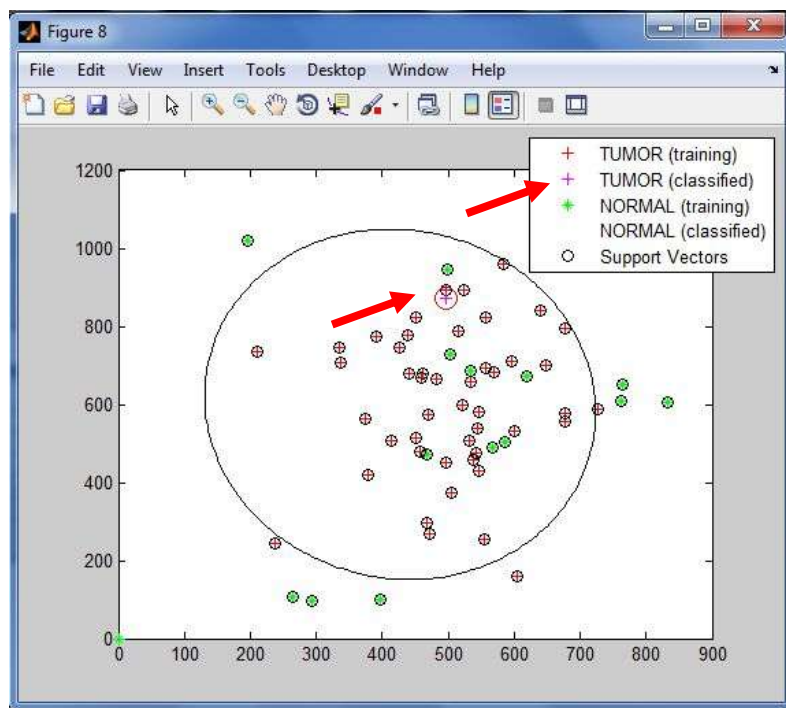 Figure 8
File Edit View Insert Tools Desktop Window Help
TUMOR (training)
TUMOR (classified)
NORMAL (training)
NORMAL (classified)
Support Vectors
1200
1000
800
600
400
200
0
0 100 200 300 400 500 600 700 800 900